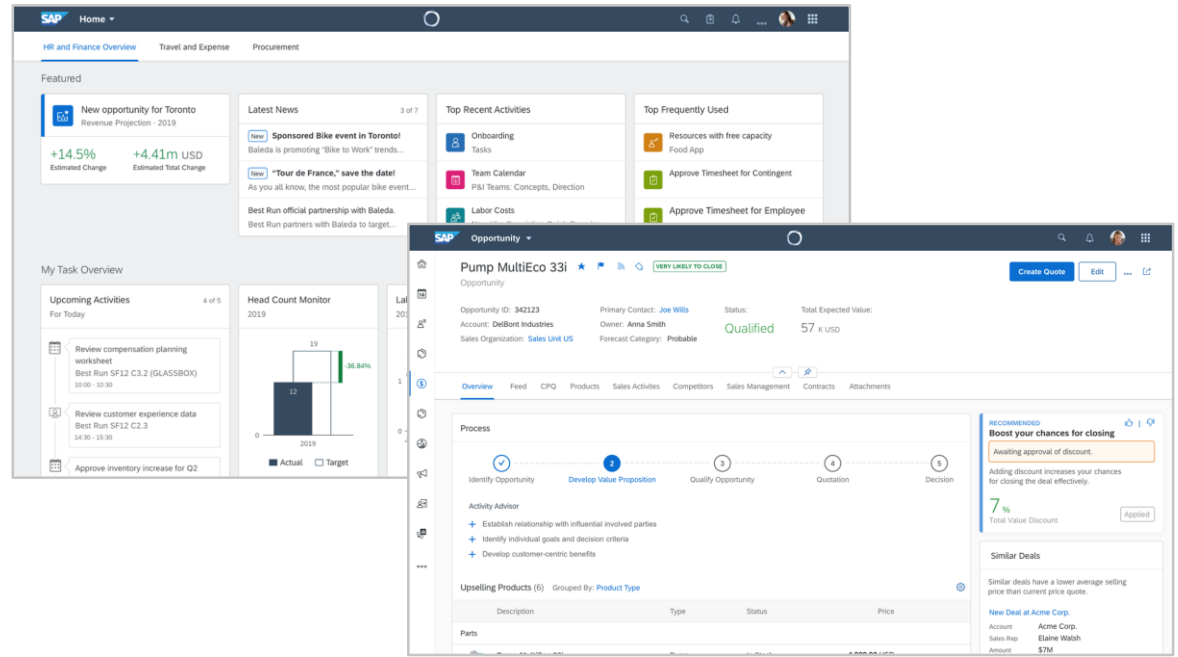 SAP Home
HR and Finance Overview Travel and Expense Procurement
Featured
New opportunity for Toronto
Revenue Projection · 2019
+14.5% +4.41m USD
Estimated Change Estimated Total Change
Latest News 3 of 7
New Sponsored Bike event in Toronto!
Baleda is promoting "Bike to Work" trends...
New "Tour de France," save the date!
As you all know, the most popular bike event...
Best Run official partnership with Baleda.
Best Run partners with Baleda to target...
Top Recent Activities
Onboarding
Tasks
Team Calendar
P&I Teams: Concepts, Direction
Labor Costs
Top Frequently Used
Resources with free capacity
Food App
Approve Timesheet for Contingent
Approve Timesheet for Employee
My Task Overview
Upcoming Activities 4 of 5
For Today
Review compensation planning
worksheet
Best Run SF12 C3.2 (GLASSBOX)
10:00 - 10:30
Review customer experience data
Best Run SF12 C2.3
14:30 - 15:30
Approve inventory increase for Q2
Head Count Monitor
2019
19
-36.84%
12
0
2019
Actual Target
1
0
SAP Opportunity
14
Pump MultiEco 33i VERY LIKELY TO CLOSE
Opportunity
Create Quote Edit
Opportunity ID: 342123 Primary Contact: Joe Wills Status: Total Expected Value:
Account: DelBont Industries Owner: Anna Smith Qualified 57 K USD
Sales Organization: Sales Unit US Forecast Category: Probable
Overview Feed CPQ Products Sales Activites Competitors Sales Management Contracts Attachments
Process
2 3 4 5
Identify Opportunity Develop Value Proposition Qualify Opportunity Quotation Decision
Activity Advisor
+ Establish relationship with influential involved parties
+ Identify individual goals and decision criteria
+ Develop customer-centric benefits
Upselling Products (6) Grouped By: Product Type
Description Type Status Price
Parts
RECOMMENDED
Boost your chances for closing
Awaiting approval of discount.
Adding discount increases your chances
for closing the deal effectively.
7 %
Total Value Discount Applied
Similar Deals
Similar deals have a lower average selling
price than current price quote.
New Deal at Acme Corp.
Account Acme Corp.
Sales Rep Elaine Walsh
Amount $7M